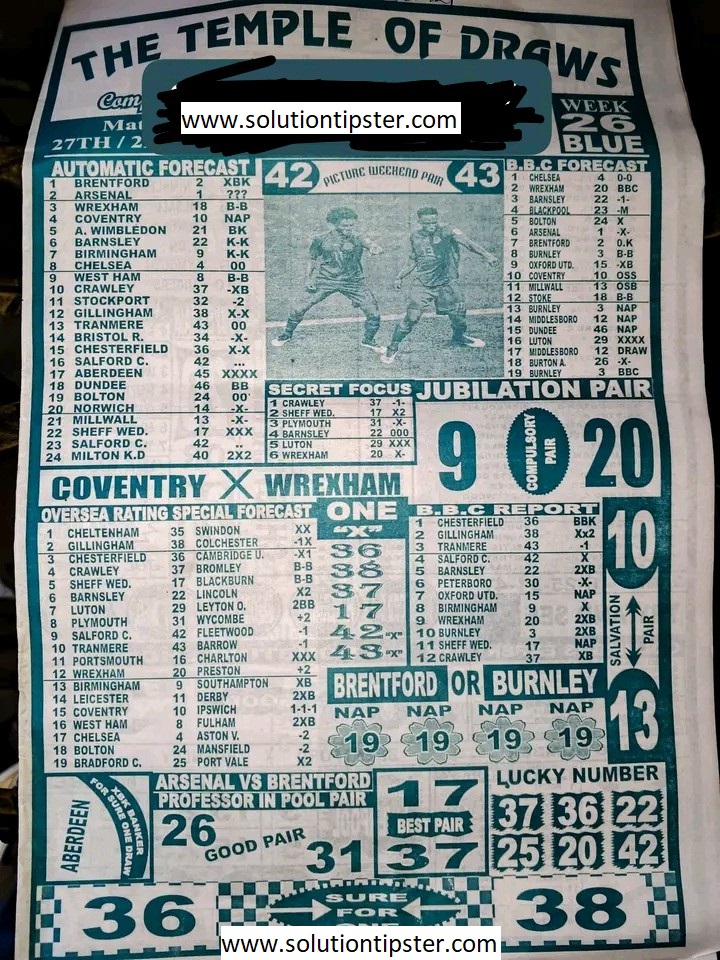 THE TEMPLE OF DRAWS
www.solutiontipster.com
27TH / 2
WEEK
26
BLUE
AUTOMATIC FORECAST
1 BRENTFORD 2 XBK
2 ARSENAL 1 ???
3 WREXHAM 18 B-B
4 COVENTRY 10 NAP
5 A. WIMBLEDON 21 BK
6 BARNSLEY 22 K-K
7 BIRMINGHAM 9 K-K
8 CHELSEA 4 00
9 WEST HAM 8 B-B
10 CRAWLEY 37 -XB
11 STOCKPORT 32 -2
12 GILLINGHAM 38 X-X
13 TRANMERE 43 00
14 BRISTOL R. 34 -X-
15 CHESTERFIELD 36 X-X
16 SALFORD C. 42 ...
17 ABERDEEN 45 XXXX
18 DUNDEE 46 BB
19 BOLTON 24 00'
20 NORWICH 14 -X-
21 MILLWALL 13 -X-
22 SHEFF WED. 17 XXX
23 SALFORD C. 42 ..
24 MILTON K.D 40 2X2
42 PICTURE WEEKEND PAIR 43
B.B.C FORECAST
1 CHELSEA 4 0-0
2 WREXHAM 20 BBC
3 BARNSLEY 22 -1-
4 BLACKPOOL 23 -M
5 BOLTON 24 X
6 ARSENAL 1 -X-
7 BRENTFORD 2 O.K
8 BURNLEY 3 B-B
9 OXFORD UTD. 15 -XB
10 COVENTRY 10 OSS
11 MILLWALL 13 OSB
12 STOKE 18 B-B
13 BURNLEY 3 NAP
14 MIDDLESBORO 12 NAP
15 DUNDEE 46 NAP
16 LUTON 29 XXXX
17 MIDDLESBORO 12 DRAW
18 BURTON A. 26 -X-
19 BURNLEY 3 BBC
SECRET FOCUS
1 CRAWLEY 37 -1-
2 SHEFF WED. 17 X2
3 PLYMOUTH 31 -X-
4 BARNSLEY 22 000
5 LUTON 29 XXX
6 WREXHAM 20 X-
JUBILATION PAIR
9 COMPULSORY PAIR 20
COVENTRY X WREXHAM
OVERSEA RATING SPECIAL FORECAST
1 CHELTENHAM 35 SWINDON XX
2 GILLINGHAM 38 COLCHESTER -1X
3 CHESTERFIELD 36 CAMBRIDGE U. -X1
4 CRAWLEY 37 BROMLEY B-B
5 SHEFF WED. 17 BLACKBURN B-B
6 BARNSLEY 22 LINCOLN X2
7 LUTON 29 LEYTON O. 2BB
8 PLYMOUTH 31 WYCOMBE +2
9 SALFORD C. 42 FLEETWOOD -1
10 TRANMERE 43 BARROW -1
11 PORTSMOUTH 16 CHARLTON XXX
12 WREXHAM 20 PRESTON +2
13 BIRMINGHAM 9 SOUTHAMPTON XB
14 LEICESTER 11 DERBY 2XB
15 COVENTRY 10 IPSWICH 1-1-1
16 WEST HAM 8 FULHAM 2XB
17 CHELSEA 4 ASTON V. -2
18 BOLTON 24 MANSFIELD -2
19 BRADFORD C. 25 PORT VALE X2
ONE
"X"
36
38
37
17
42 "X"
43 "X"
B.B.C REPORT
1 CHESTERFIELD 36 BBK
2 GILLINGHAM 38 Xx2
3 TRANMERE 43 -1
4 SALFORD C. 42 X
5 BARNSLEY 22 2XB
6 PETERBORO 30 -X-
7 OXFORD UTD. 15 NAP
8 BIRMINGHAM 9 X
9 WREXHAM 20 2XB
10 BURNLEY 3 2XB
11 SHEFF WED. 17 NAP
12 CRAWLEY 37 XB
10
SALVATION PAIR
13
BRENTFORD OR BURNLEY
NAP NAP NAP NAP
19 19 19 19
ABERDEEN
XBK BANKER
FOR SURE ONE DRAW
ARSENAL VS BRENTFORD
PROFESSOR IN POOL PAIR
26 GOOD PAIR 31
17
BEST PAIR
37
LUCKY NUMBER
37 36 22
25 20 42
36
SURE
FOR
ONE
38
www.solutiontipster.com